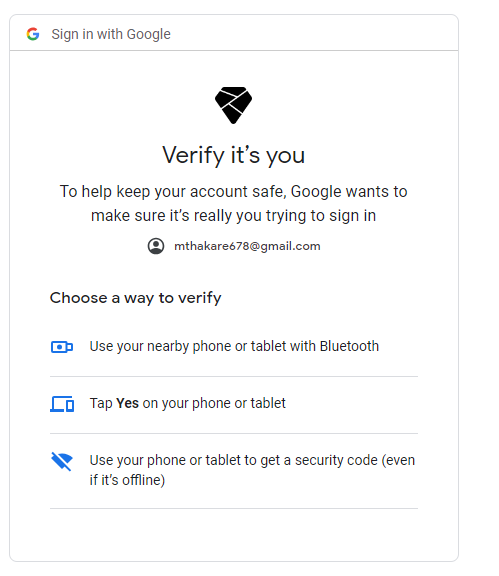 Sign in with Google
Verify it’s you
To help keep your account safe, Google wants to
make sure it’s really you trying to sign in
mthakare678@gmail.com
Choose a way to verify
Use your nearby phone or tablet with Bluetooth
Tap Yes on your phone or tablet
Use your phone or tablet to get a security code (even
if it’s offline)